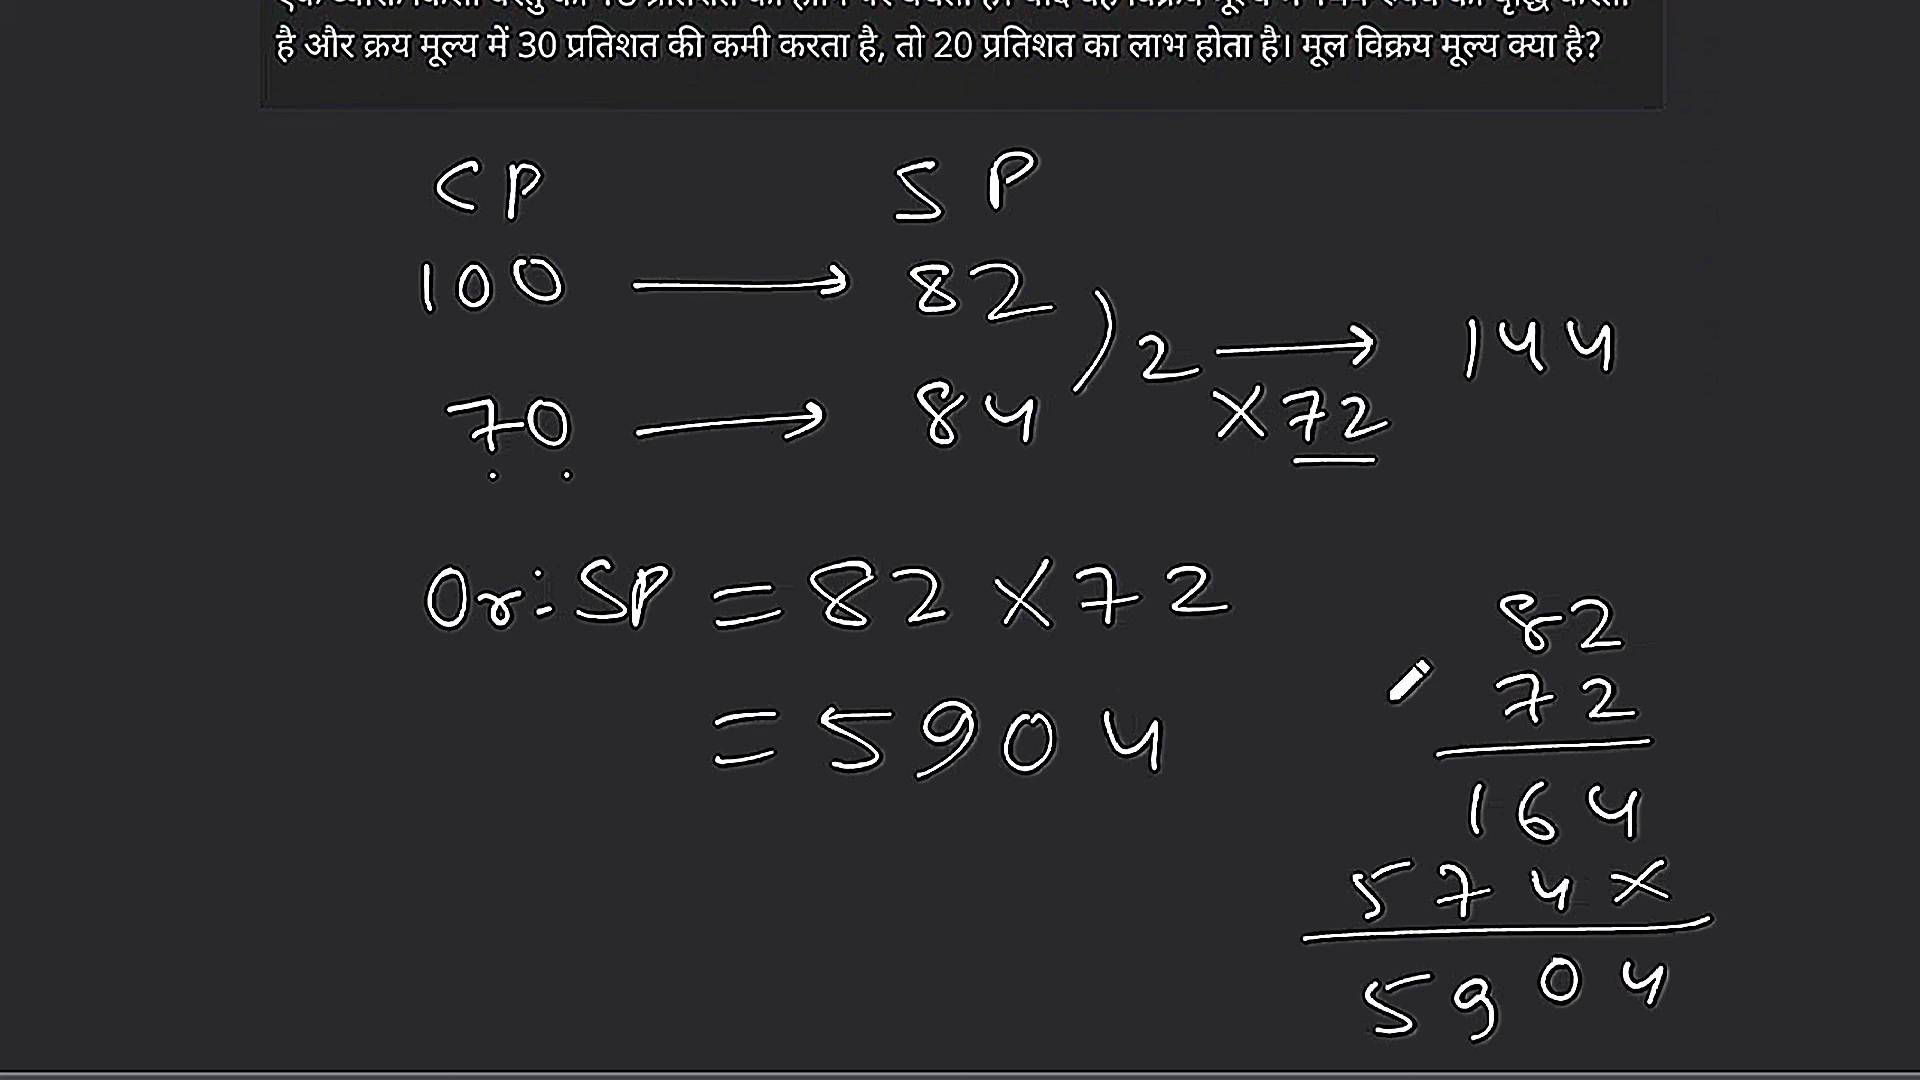 है और क्रय मूल्य में 30 प्रतिशत की कमी करता है, तो 20 प्रतिशत का लाभ होता है। मूल विक्रय मूल्य क्या है?
CP SP
100 → 82
70 → 84
) 2 → 144
×72
Or: SP = 82 × 72
= 5904
82
72
164
574×
5904